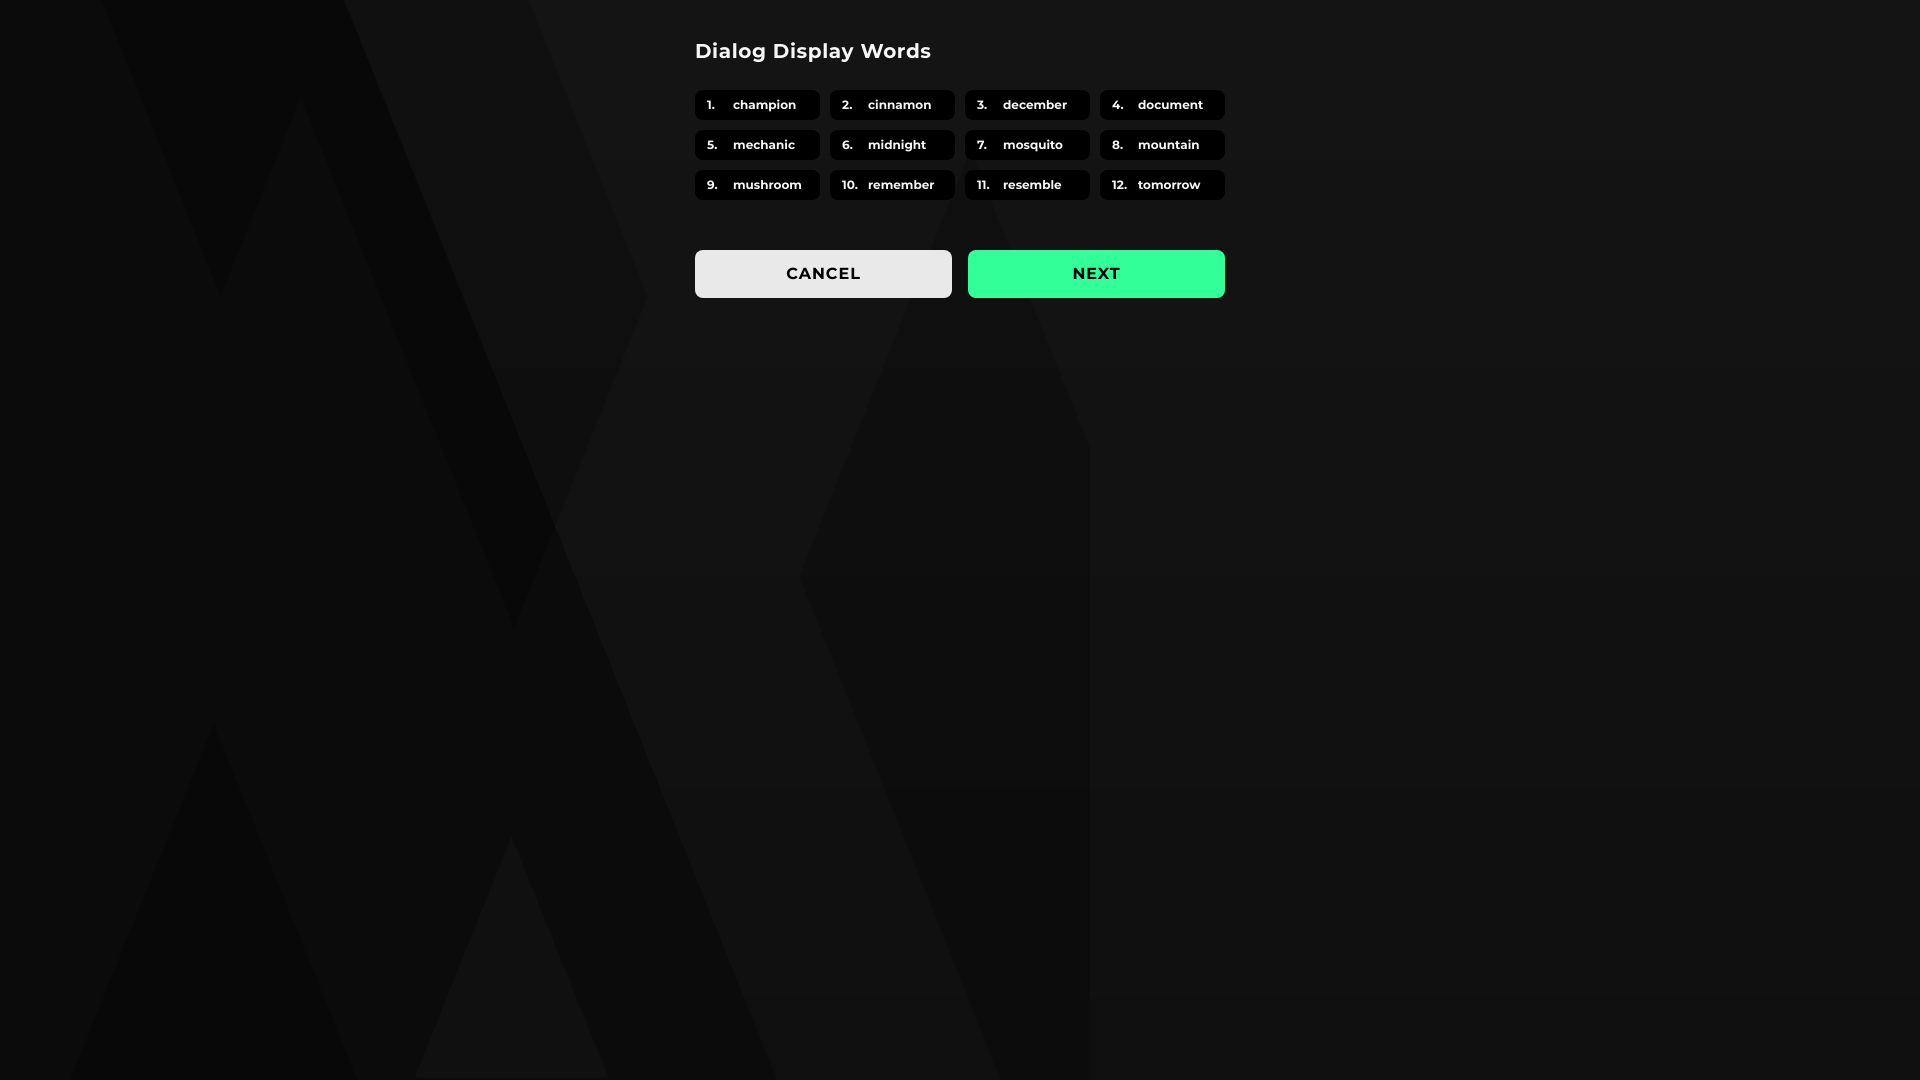 Dialog Display Words
1. champion 2. cinnamon 3. december 4. document
5. mechanic 6. midnight 7. mosquito 8. mountain
9. mushroom 10. remember 11. resemble 12. tomorrow
CANCEL NEXT